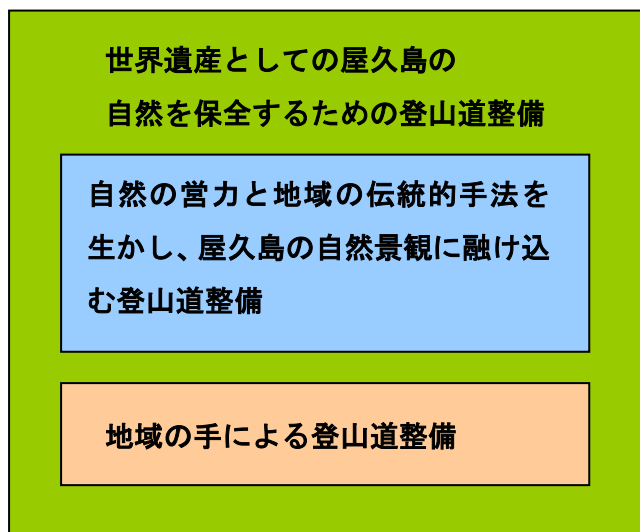 世界遺産としての屋久島の
自然を保全するための登山道整備
自然の営力と地域の伝統的手法を
生かし、屋久島の自然景観に融け込
む登山道整備
地域の手による登山道整備